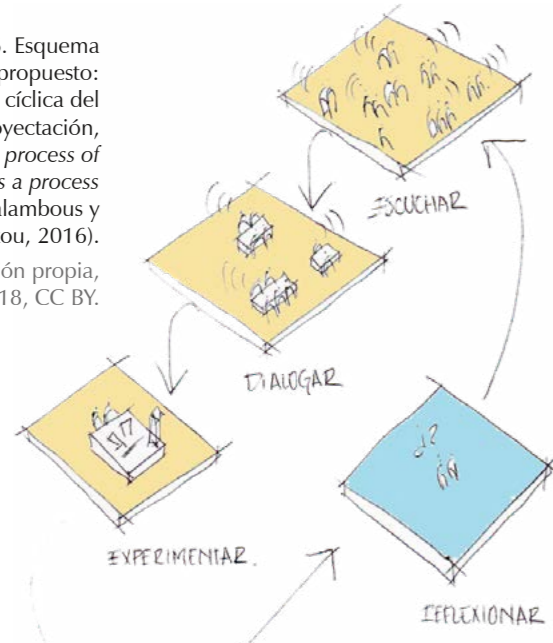 . Esquema
propuesto:
cíclica del
oyectación,
process of
s a process
alambous y
ou, 2016).
ón propia,
18, CC BY.
ESCUCHAR
DIALOGAR
EXPERIMENTAR.
REFLEXIONAR